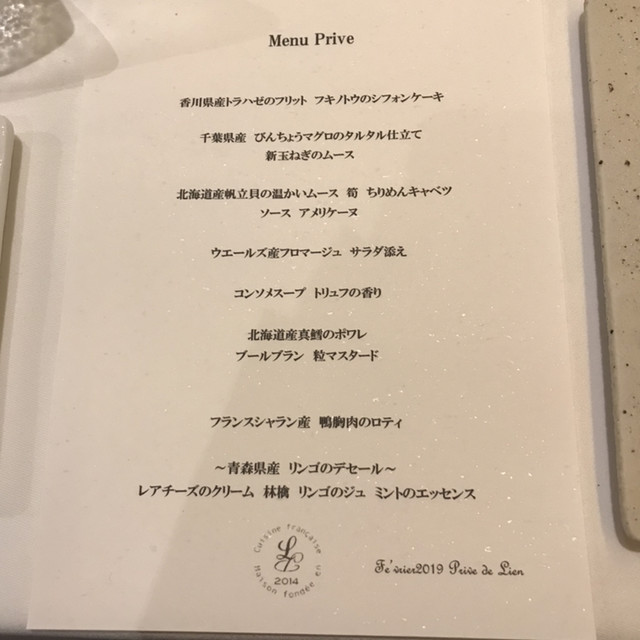 Menu Prive
香川県産トラハゼのフリット フキノトウのシフォンケーキ
千葉県産 びんちょうマグロのタルタル仕立て
新玉ねぎのムース
北海道産帆立貝の温かいムース 筍 ちりめんキャベツ
ソース アメリケーヌ
ウエールズ産フロマージュ サラダ添え
コンソメスープ トリュフの香り
北海道産真鱈のポワレ
ブールブラン 粒マスタード
フランスシャラン産 鴨胸肉のロティ
～青森県産 リンゴのデセール～
レアチーズのクリーム 林檎 リンゴのジュ ミントのエッセンス
Cuisine française
2014
Maison fondée en
Fe'vrier2019 Prive de Lien